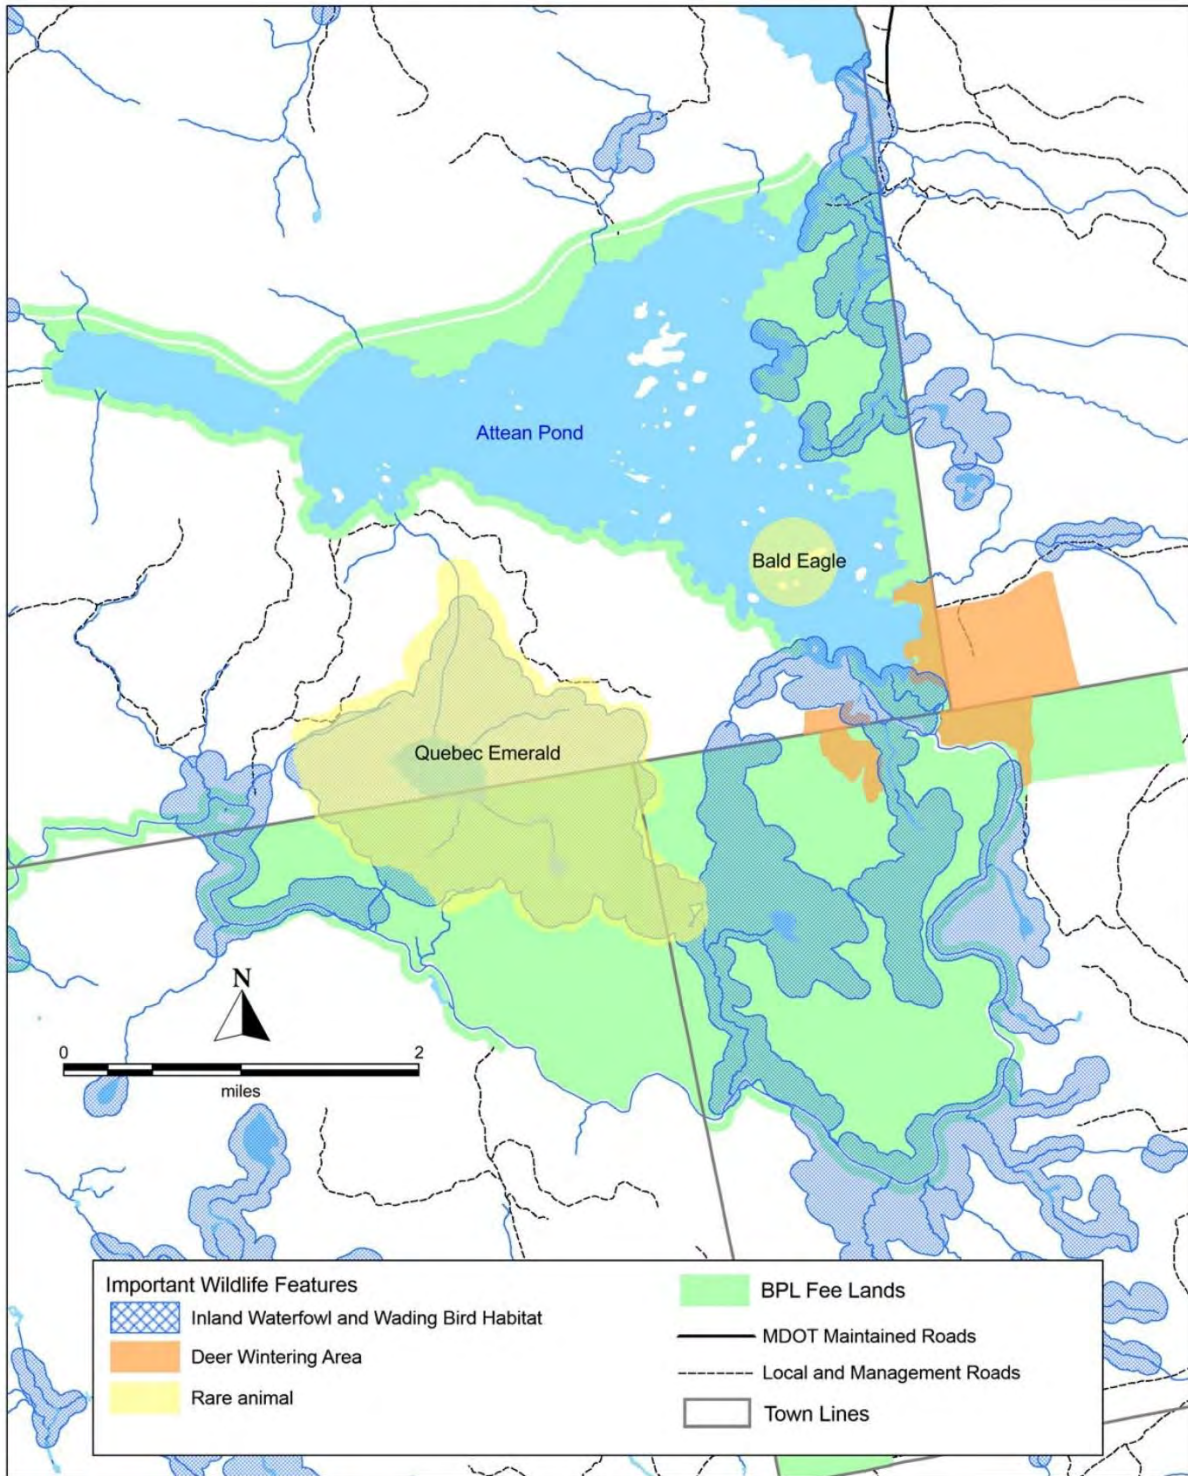 Attean Pond
Bald Eagle
Quebec Emerald
N
0 2
miles
Important Wildlife Features
Inland Waterfowl and Wading Bird Habitat
Deer Wintering Area
Rare animal
BPL Fee Lands
MDOT Maintained Roads
Local and Management Roads
Town Lines